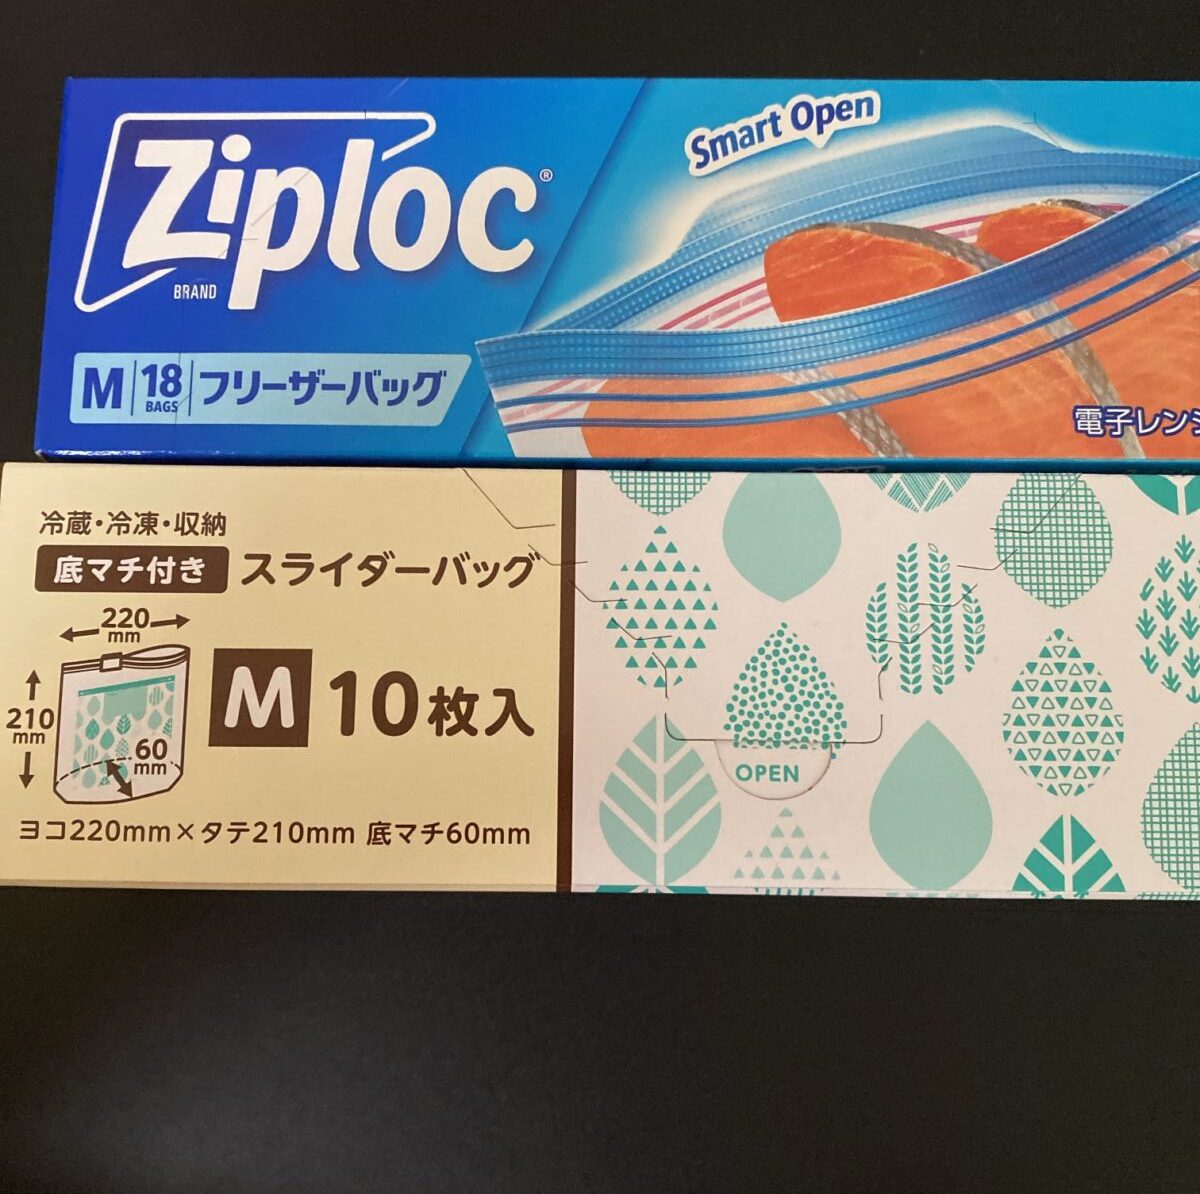 Smart Open
Ziploc®
BRAND
M 18 BAGS フリーザーバッグ
電子レンジ
冷蔵・冷凍・収納
底マチ付き スライダーバッグ
220
mm
210
mm
60
mm
M 10枚入
ヨコ220mm×タテ210mm 底マチ60mm
OPEN